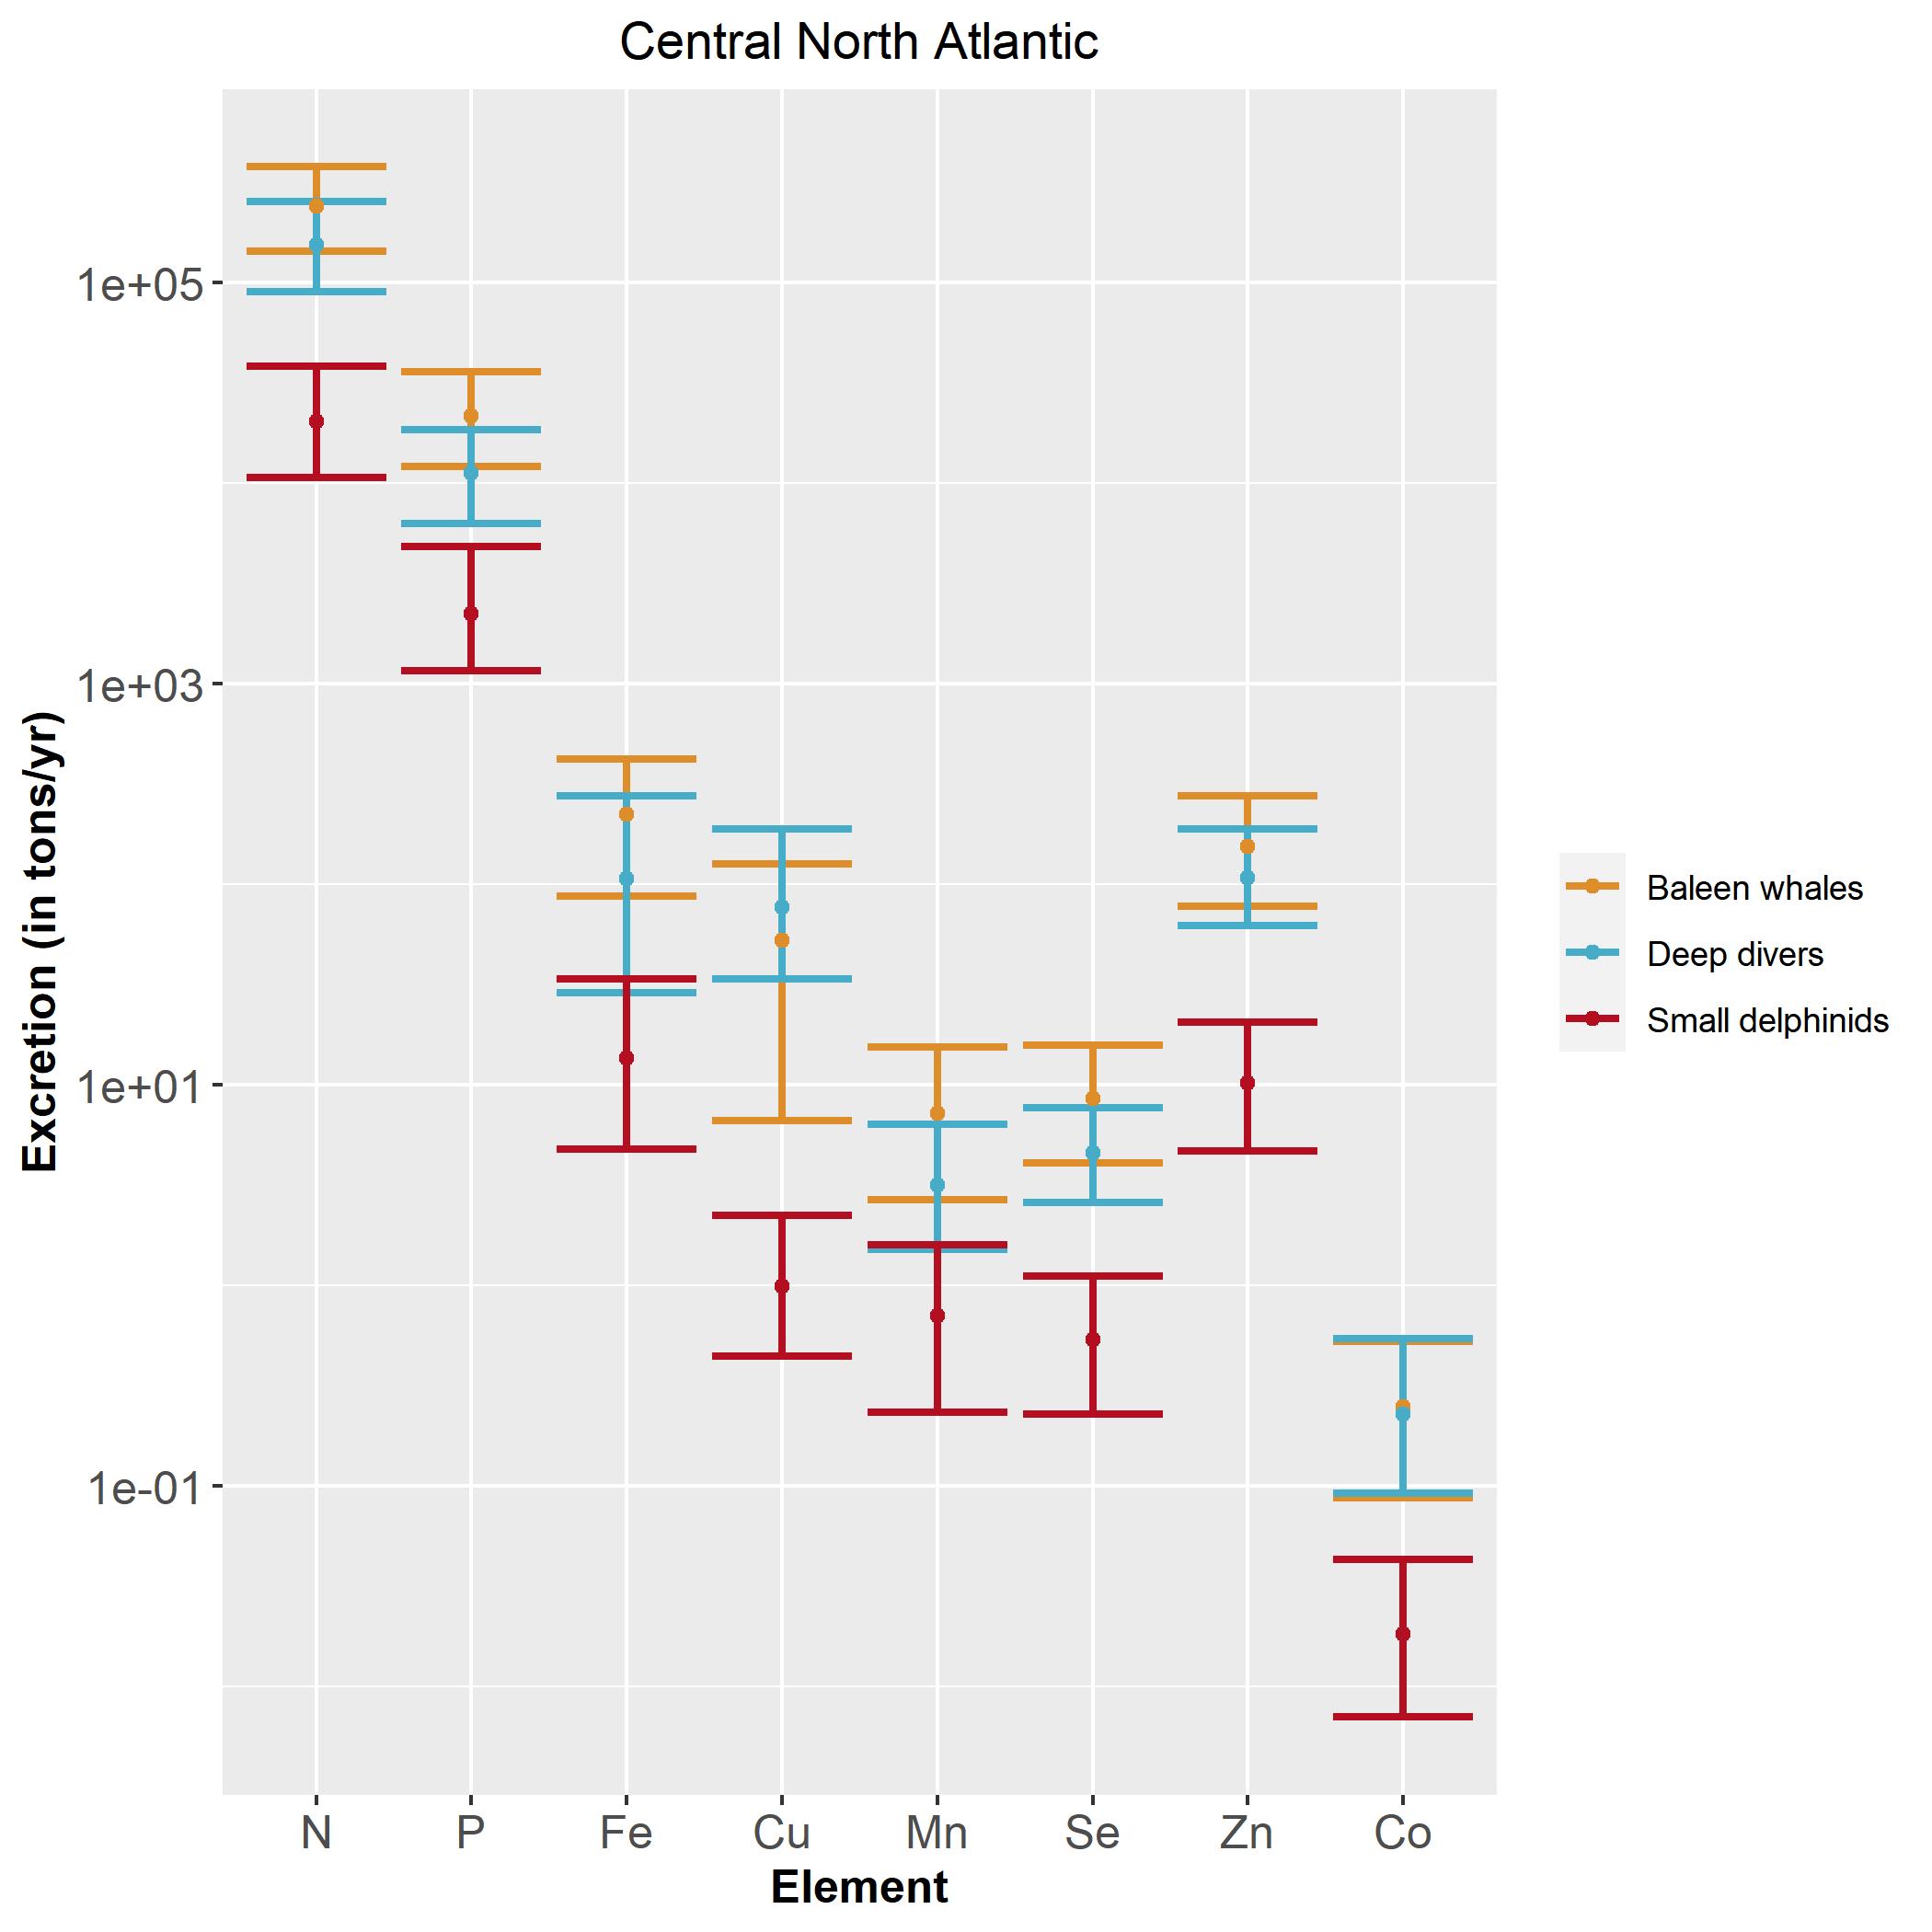 Central North Atlantic
Excretion (in tons/yr)
1e+05
1e+03
1e+01
1e-01
N P Fe Cu Mn Se Zn Co
Element
Baleen whales
Deep divers
Small delphinids